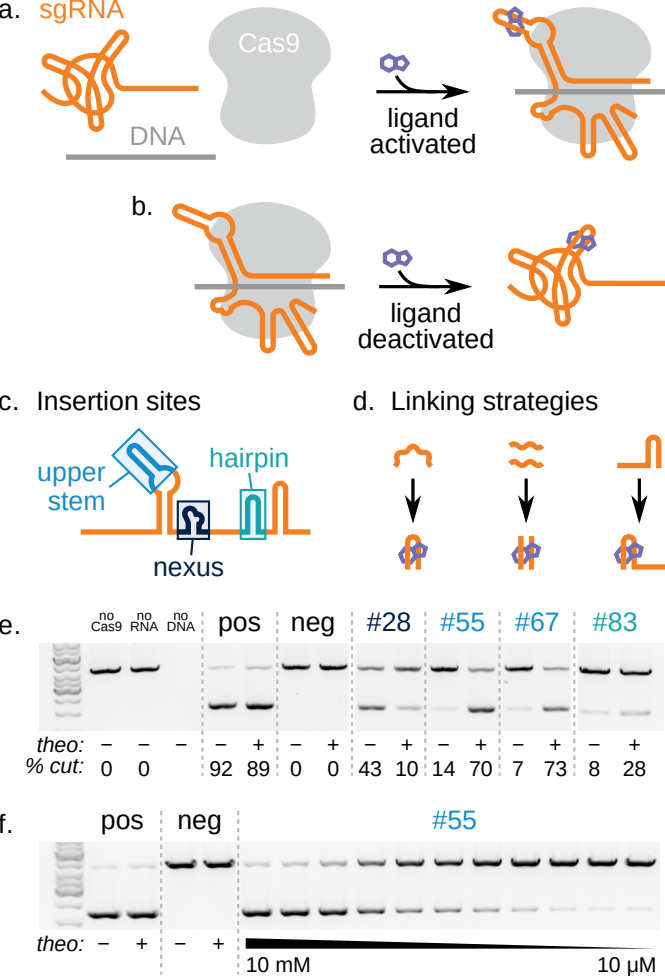 a. sgRNA
Cas9
DNA
ligand
activated
b.
ligand
deactivated
c. Insertion sites
d. Linking strategies
upper
stem
hairpin
nexus
e.
no
Cas9
no
RNA
no
DNA
pos
neg
#28
#55
#67
#83
theo: − − − − + − + − + − + − + − +
% cut: 0 0 92 89 0 0 43 10 14 70 7 73 8 28
f.
pos
neg
#55
theo: − + − +
10 mM
10 µM